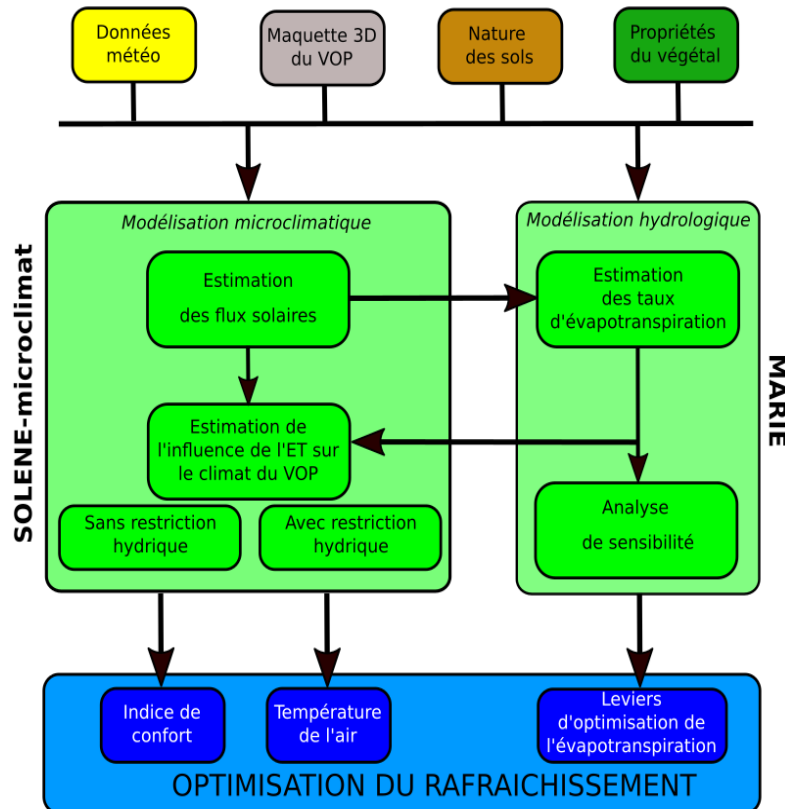 Données
météo
Maquette 3D
du VOP
Nature
des sols
Propriétés
du végétal
SOLENE-microclimat
Modélisation microclimatique
Estimation
des flux solaires
Estimation de
l'influence de l'ET sur
le climat du VOP
Sans restriction
hydrique
Avec restriction
hydrique
Modélisation hydrologique
Estimation
des taux
d'évapotranspiration
Analyse
de sensibilité
MARIE
Indice de
confort
Température
de l'air
Leviers
d'optimisation de
l'évapotranspiration
OPTIMISATION DU RAFRAICHISSEMENT